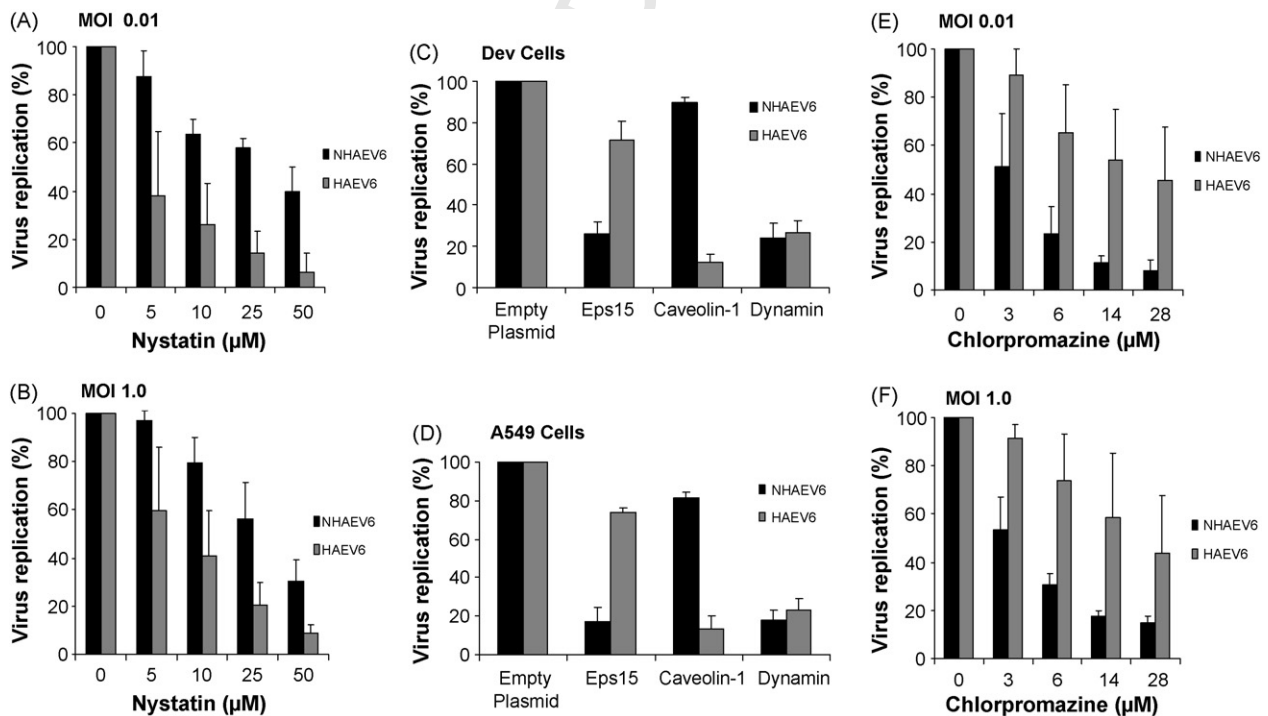 (A) MOI 0.01
Virus replication (%)
100
80
60
40
20
0
0 5 10 25 50
Nystatin (µM)
NHAEV6
HAEV6
(B) MOI 1.0
Virus replication (%)
100
80
60
40
20
0
0 5 10 25 50
Nystatin (µM)
NHAEV6
HAEV6
(C) Dev Cells
Virus replication (%)
100
80
60
40
20
0
Empty Eps15 Caveolin-1 Dynamin
Plasmid
NHAEV6
HAEV6
(D) A549 Cells
Virus replication (%)
100
80
60
40
20
0
Empty Eps15 Caveolin-1 Dynamin
Plasmid
NHAEV6
HAEV6
(E) MOI 0.01
Virus replication (%)
100
80
60
40
20
0
0 3 6 14 28
Chlorpromazine (µM)
NHAEV6
HAEV6
(F) MOI 1.0
Virus replication (%)
100
80
60
40
20
0
0 3 6 14 28
Chlorpromazine (µM)
NHAEV6
HAEV6